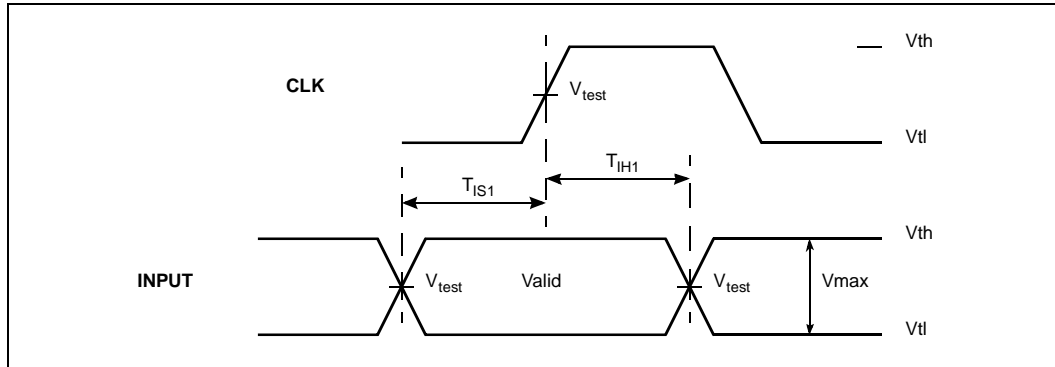 Vth
CLK
Vtest
Vtl
TIH1
TIS1
Vth
INPUT
Vtest
Valid
Vtest
Vmax
Vtl